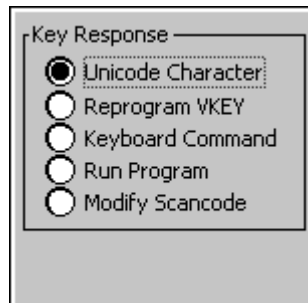 Key Response
Unicode Character
Reprogram VKEY
Keyboard Command
Run Program
Modify Scancode